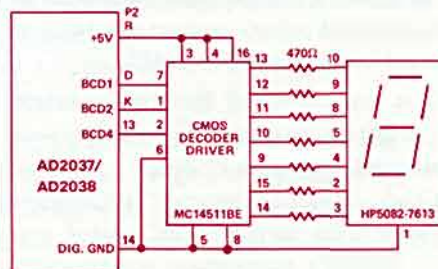 P2
R
+5V
3 4 16 13 470Ω 10
BCD1 D 7 12 9
BCD2 K 1 11 8
BCD4 13 2 CMOS DECODER DRIVER 10 5
6 9 4
AD2037/
AD2038
15 2
14 3
MC14511BE HP5082-7613
DIG. GND 14 5 8 1